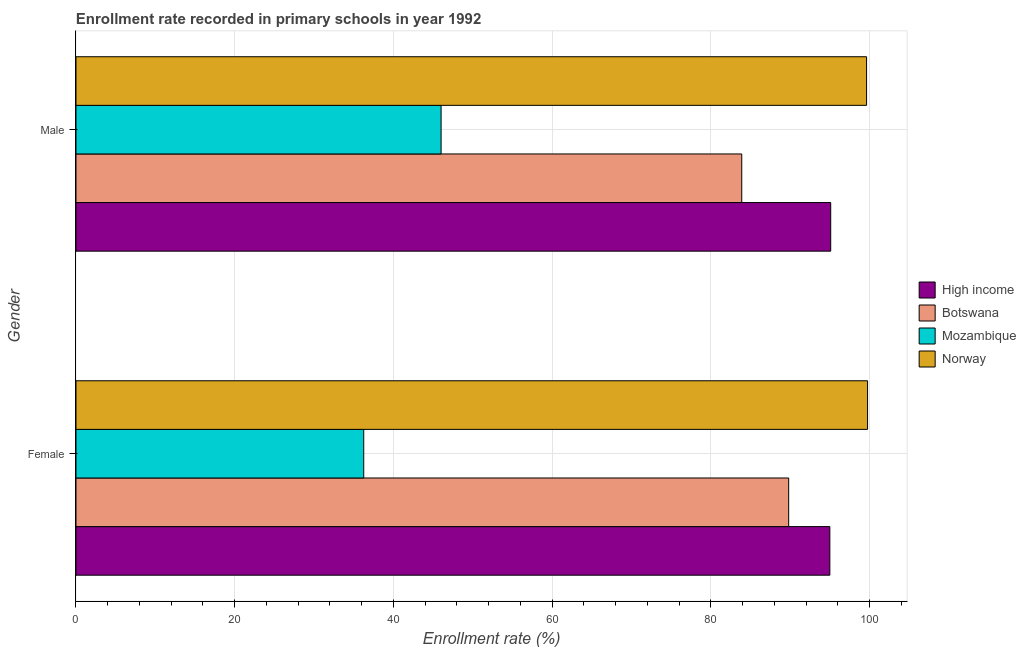 Enrollment rate recorded in primary schools in year 1992
Gender
Male
Female
High income
Botswana
Mozambique
Norway
0
20
40
60
80
100
Enrollment rate (%)